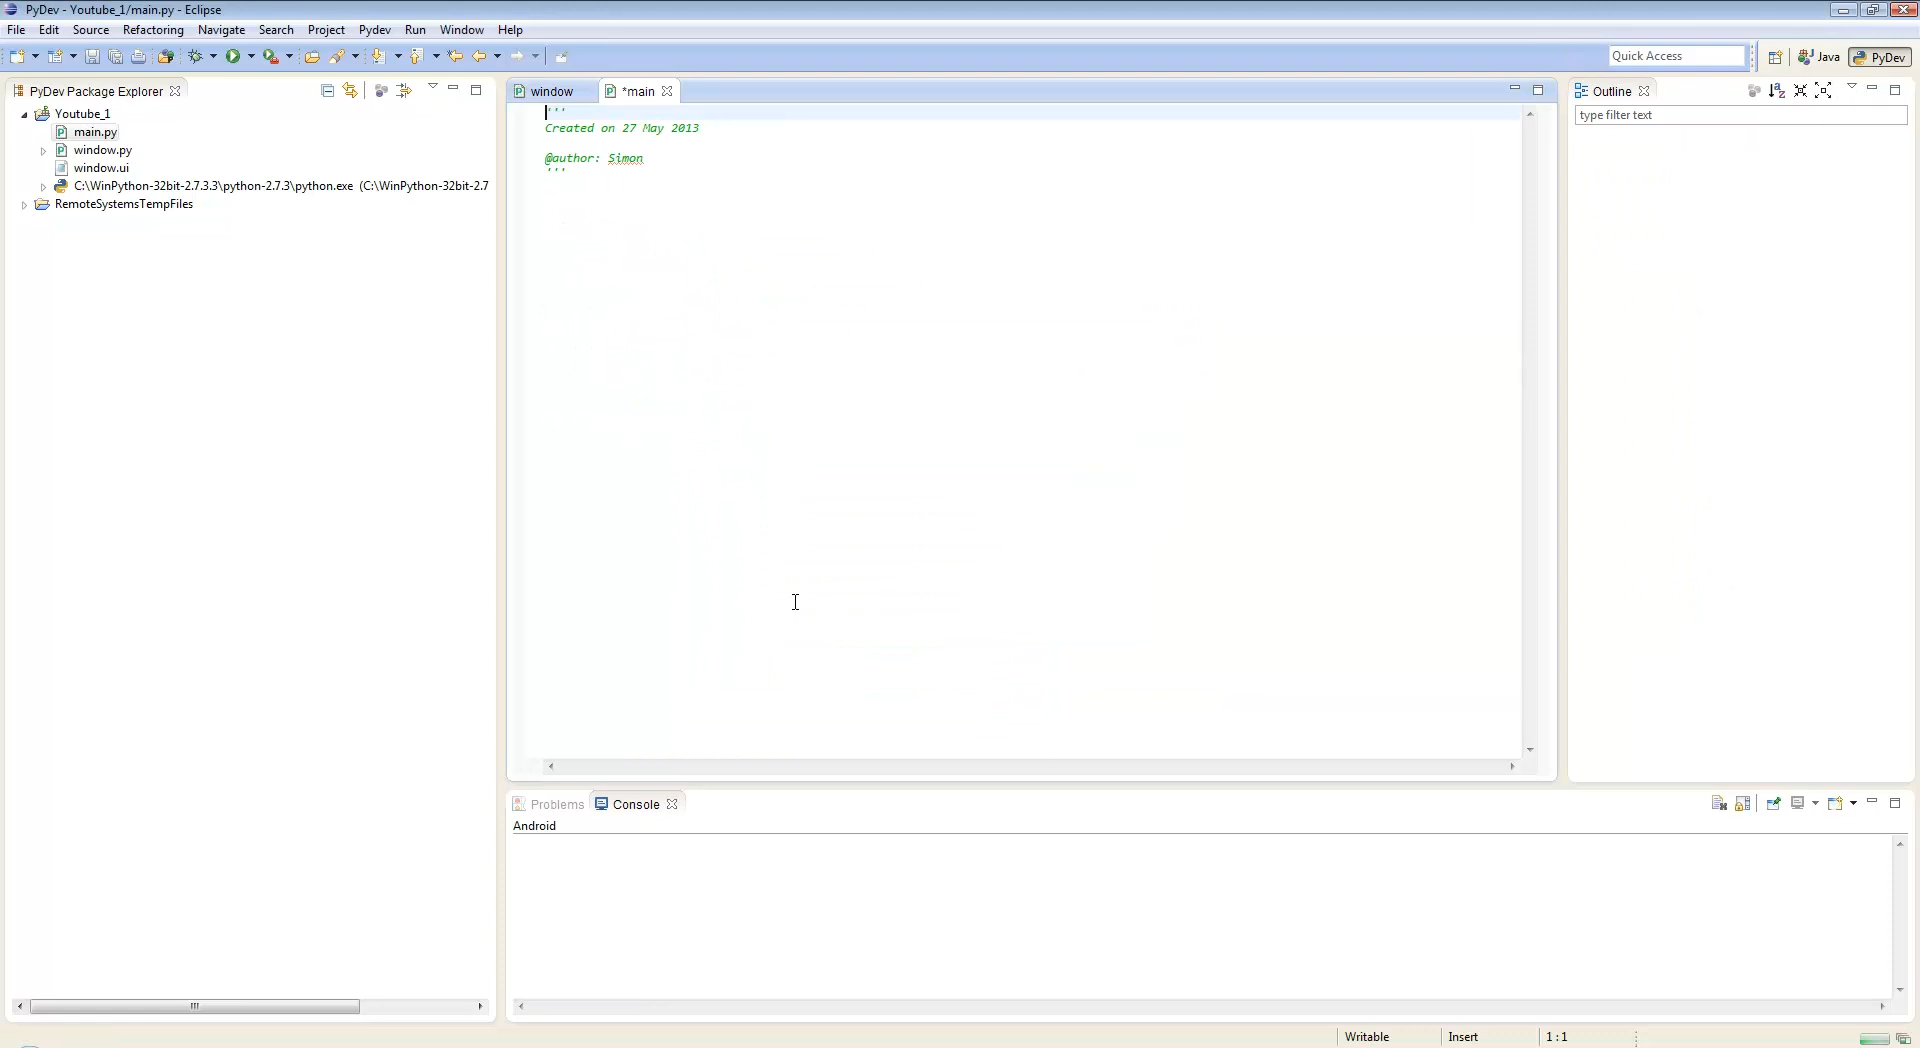 PyDev - Youtube_1/main.py - Eclipse
File Edit Source Refactoring Navigate Search Project Pydev Run Window Help
Quick Access
Java
PyDev
PyDev Package Explorer
Youtube_1
main.py
window.py
window.ui
C:\WinPython-32bit-2.7.3.3\python-2.7.3\python.exe (C:\WinPython-32bit-2.7
RemoteSystemsTempFiles
window
*main
'''
Created on 27 May 2013
@author: Simon
'''
Outline
type filter text
Problems
Console
Android
Writable
Insert
1 : 1